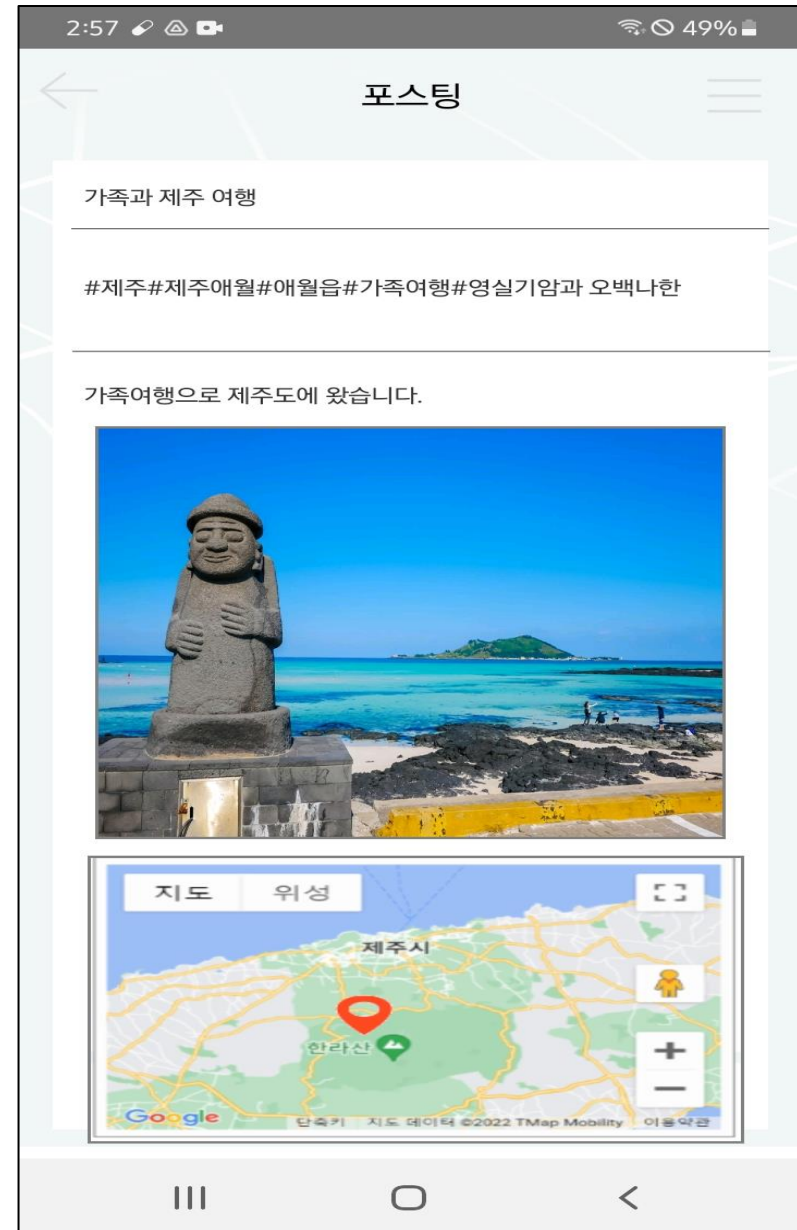 2:57 49%
포스팅
가족과 제주 여행
#제주#제주애월#애월읍#가족여행#영실기암과 오백나한
가족여행으로 제주도에 왔습니다.
지도 위성
제주시
한라산
Google 단축키 지도 데이터 ©2022 TMap Mobility 이용약관